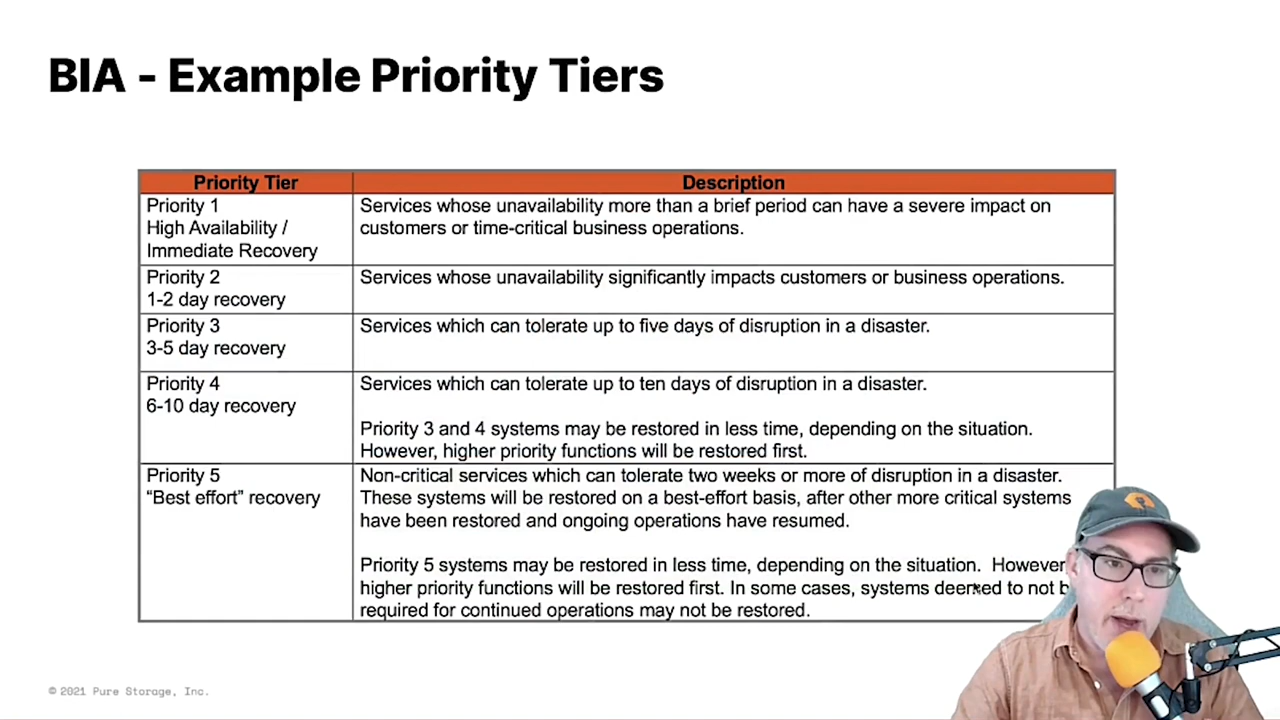 BIA - Example Priority Tiers
Priority Tier
Description
Priority 1
High Availability /
Immediate Recovery
Services whose unavailability more than a brief period can have a severe impact on
customers or time-critical business operations.
Priority 2
1-2 day recovery
Services whose unavailability significantly impacts customers or business operations.
Priority 3
3-5 day recovery
Services which can tolerate up to five days of disruption in a disaster.
Priority 4
6-10 day recovery
Services which can tolerate up to ten days of disruption in a disaster.
Priority 3 and 4 systems may be restored in less time, depending on the situation.
However, higher priority functions will be restored first.
Priority 5
“Best effort” recovery
Non-critical services which can tolerate two weeks or more of disruption in a disaster.
These systems will be restored on a best-effort basis, after other more critical systems
have been restored and ongoing operations have resumed.
Priority 5 systems may be restored in less time, depending on the situation. However
higher priority functions will be restored first. In some cases, systems deemed to not
required for continued operations may not be restored.
© 2021 Pure Storage, Inc.